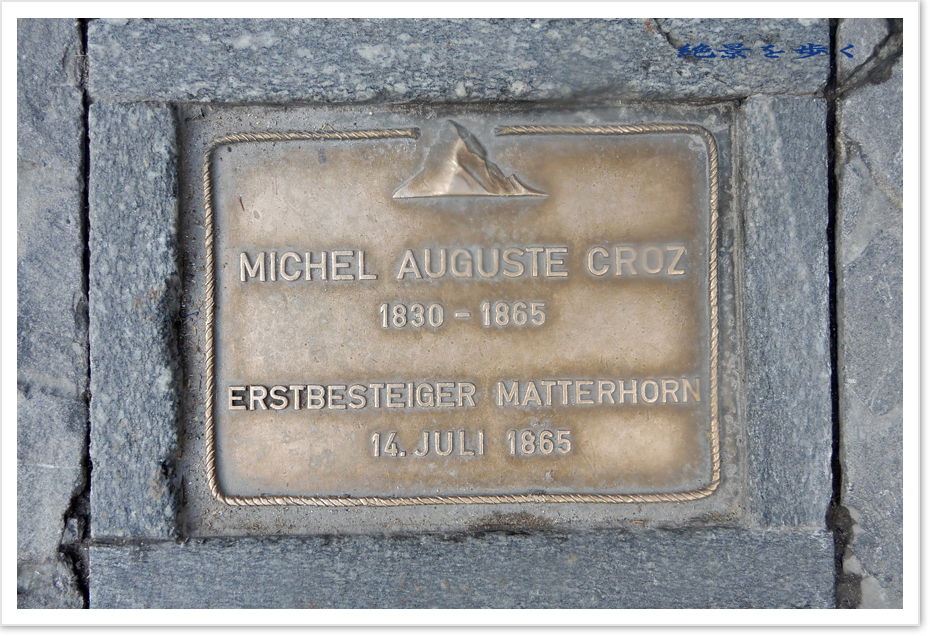 絶景を歩く
MICHEL AUGUSTE CROZ
1830 - 1865
ERSTBESTEIGER MATTERHORN
14. JULI 1865